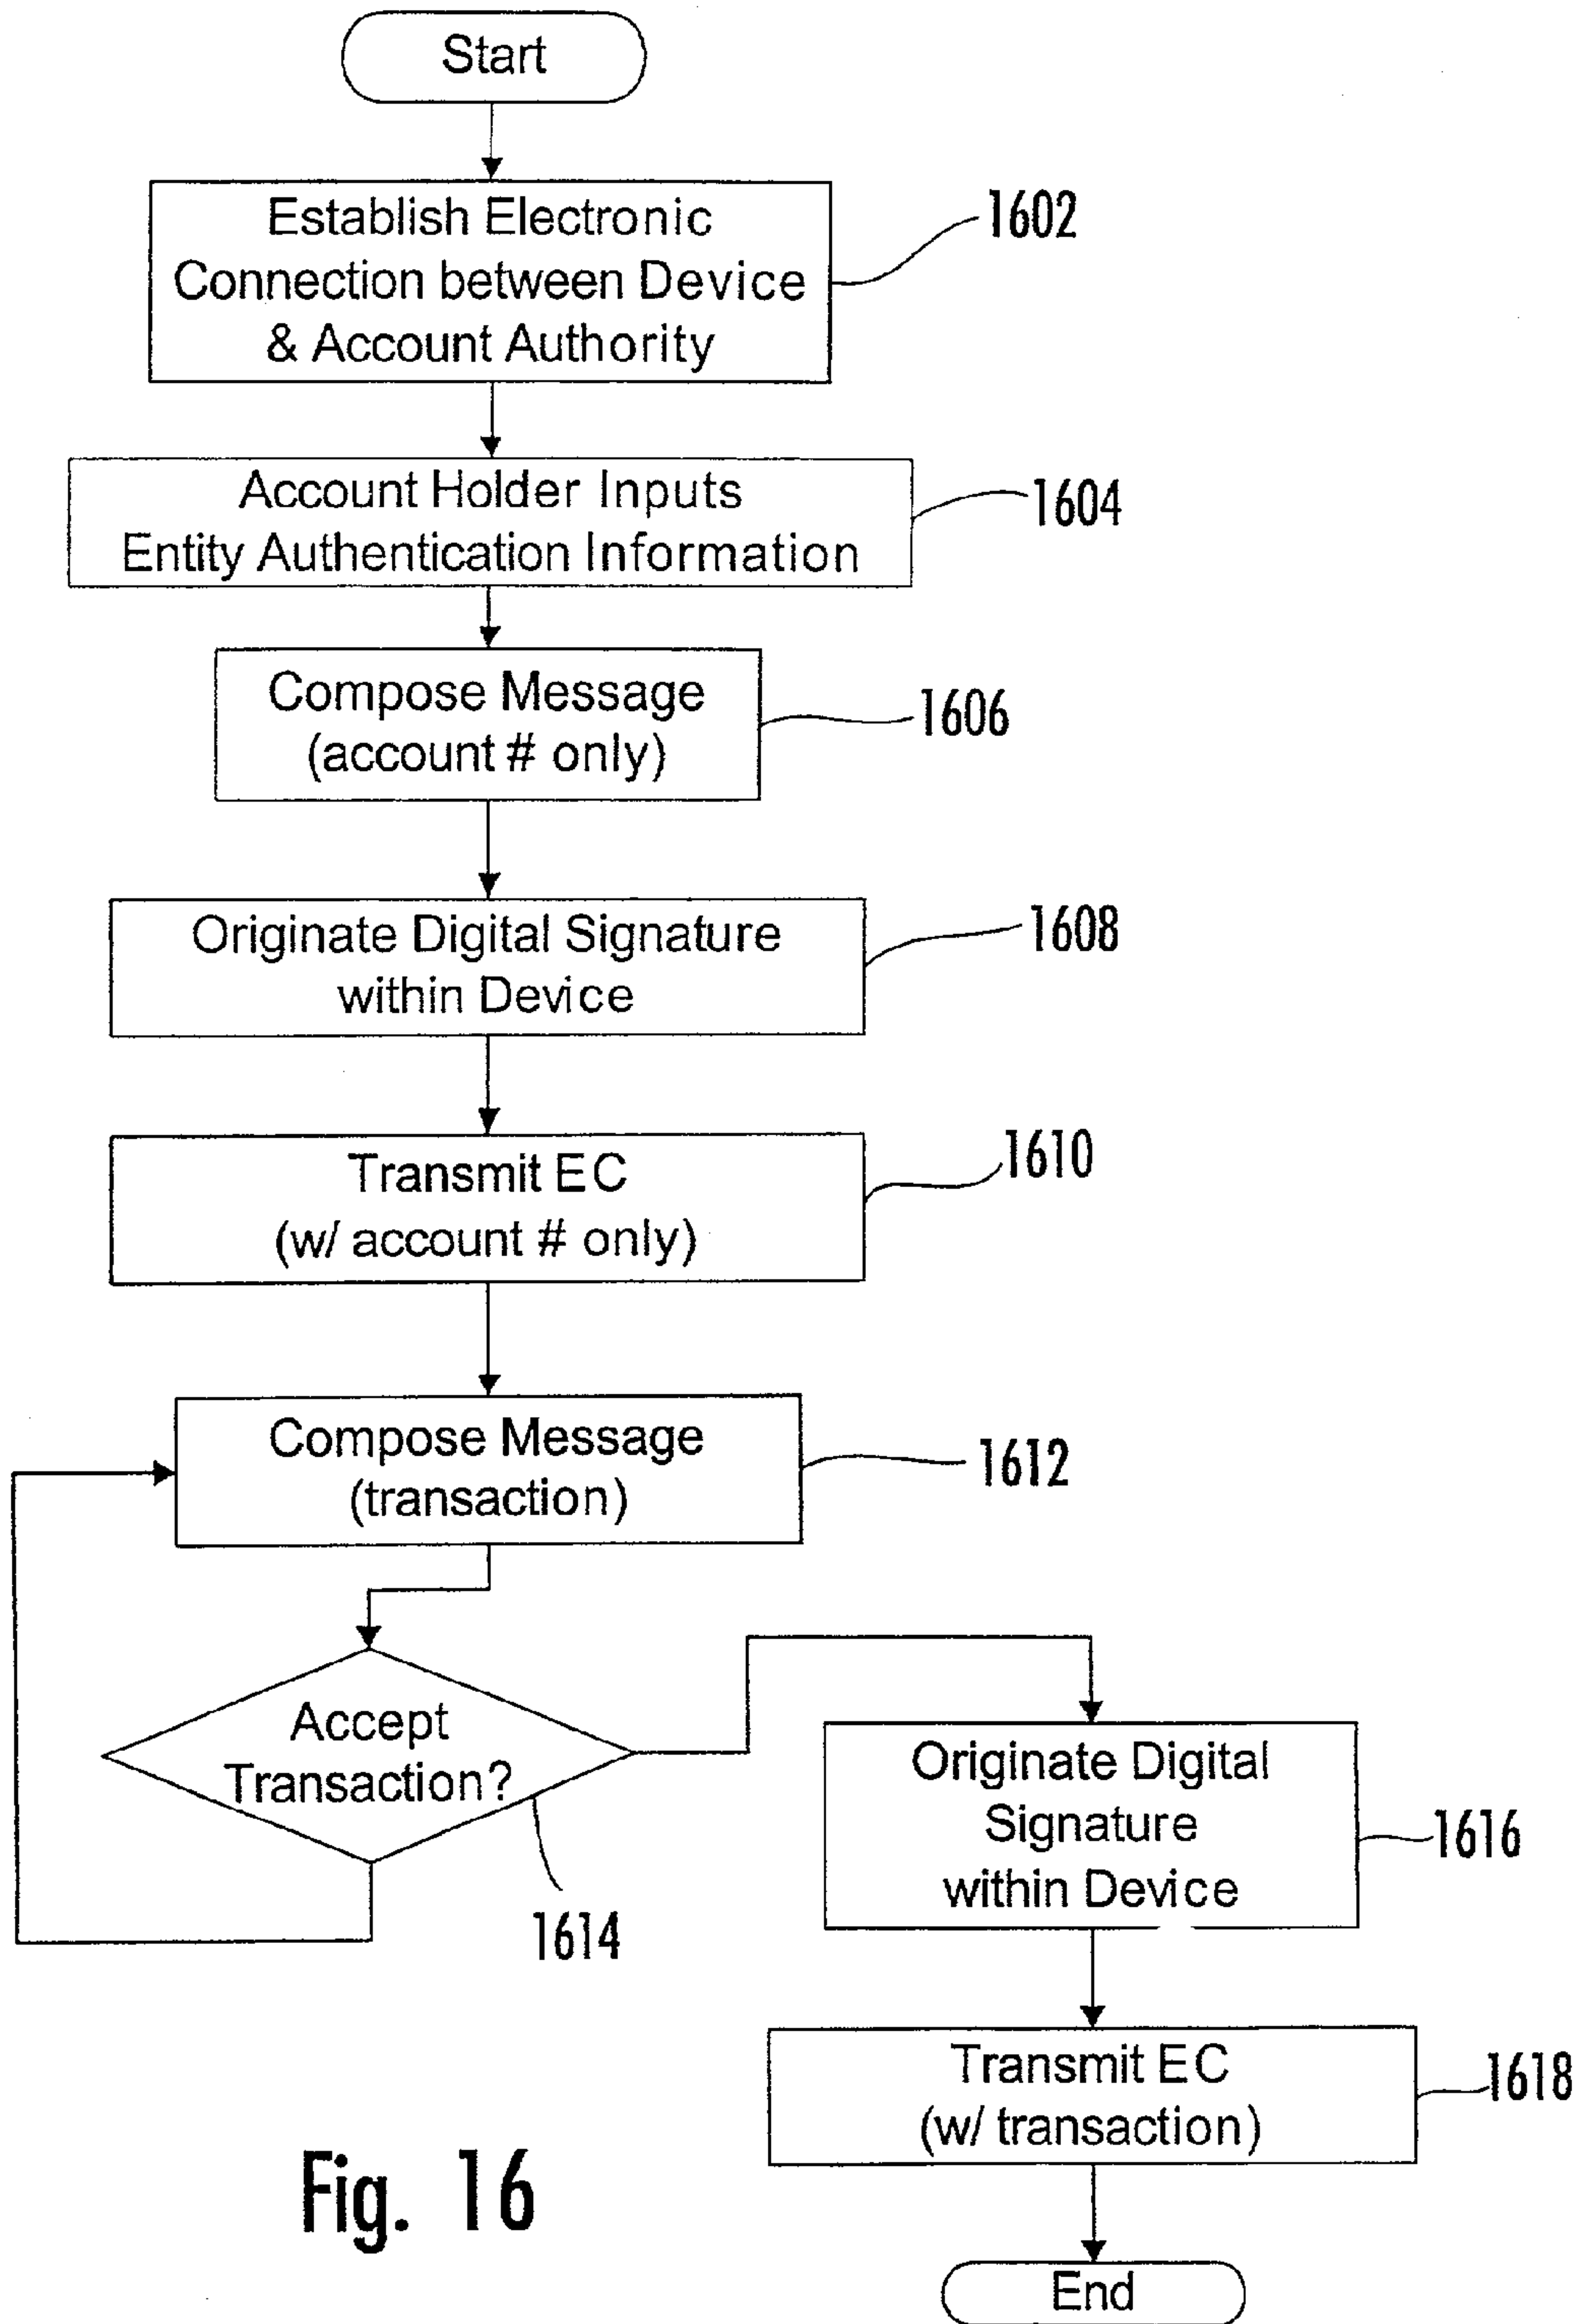 Start
Establish Electronic
Connection between Device
& Account Authority
1602
Account Holder Inputs
Entity Authentication Information
1604
Compose Message
(account # only)
1606
Originate Digital Signature
within Device
1608
Transmit EC
(w/ account # only)
1610
Compose Message
(transaction)
1612
Accept
Transaction?
1614
Originate Digital
Signature
within Device
1616
Transmit EC
(w/ transaction)
1618
End
Fig. 16